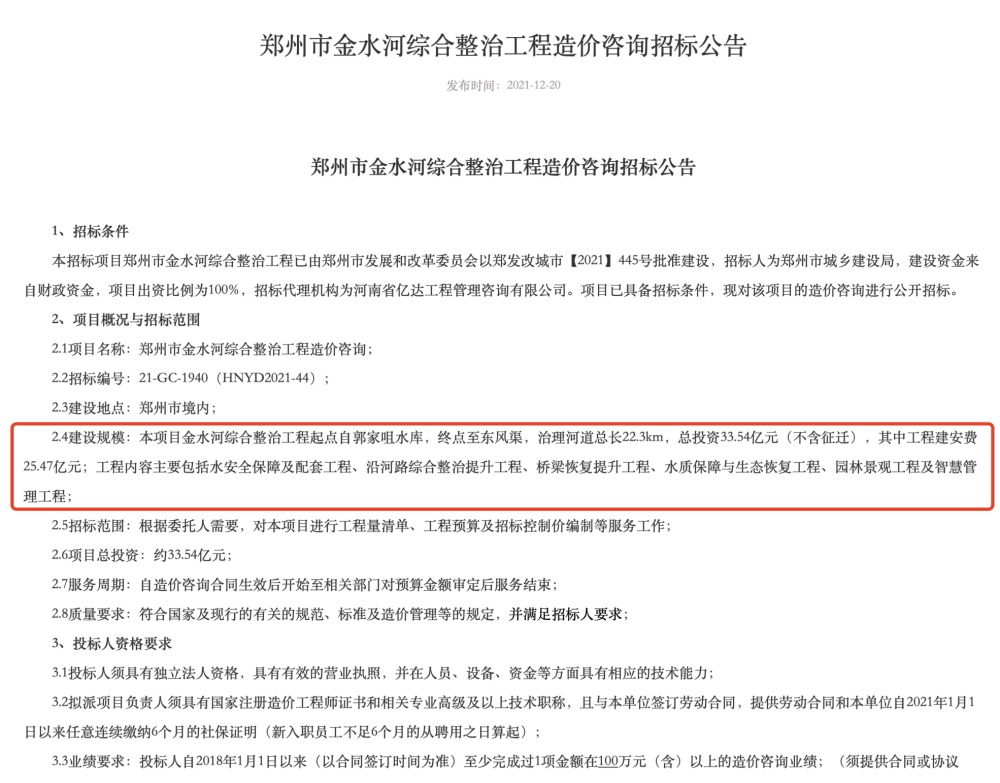 郑州市金水河综合整治工程造价咨询招标公告
发布时间：2021-12-20
郑州市金水河综合整治工程造价咨询招标公告
1、招标条件
本招标项目郑州市金水河综合整治工程已由郑州市发展和改革委员会以郑发改城市【2021】445号批准建设，招标人为郑州市城乡建设局，建设资金来
自财政资金，项目出资比例为100%，招标代理机构为河南省亿达工程管理咨询有限公司。项目已具备招标条件，现对该项目的造价咨询进行公开招标。
2、项目概况与招标范围
2.1项目名称：郑州市金水河综合整治工程造价咨询；
2.2招标编号：21-GC-1940（HNYD2021-44）；
2.3建设地点：郑州市境内；
2.4建设规模：本项目金水河综合整治工程起点自郭家咀水库，终点至东风渠，治理河道总长22.3km，总投资33.54亿元（不含征迁），其中工程建安费
25.47亿元；工程内容主要包括水安全保障及配套工程、沿河路综合整治提升工程、桥梁恢复提升工程、水质保障与生态恢复工程、园林景观工程及智慧管
理工程；
2.5招标范围：根据委托人需要，对本项目进行工程量清单、工程预算及招标控制价编制等服务工作；
2.6项目总投资：约33.54亿元；
2.7服务周期：自造价咨询合同生效后开始至相关部门对预算金额审定后服务结束；
2.8质量要求：符合国家及现行的有关的规范、标准及造价管理等的规定，并满足招标人要求；
3、投标人资格要求
3.1投标人须具有独立法人资格，具有有效的营业执照，并在人员、设备、资金等方面具有相应的技术能力；
3.2拟派项目负责人须具有国家注册造价工程师证书和相关专业高级及以上技术职称，且与本单位签订劳动合同，提供劳动合同和本单位自2021年1月1
日以来任意连续缴纳6个月的社保证明（新入职员工不足6个月的从聘用之日算起）；
3.3业绩要求：投标人自2018年1月1日以来（以合同签订时间为准）至少完成过1项金额在100万元（含）以上的造价咨询业绩；（须提供合同或协议